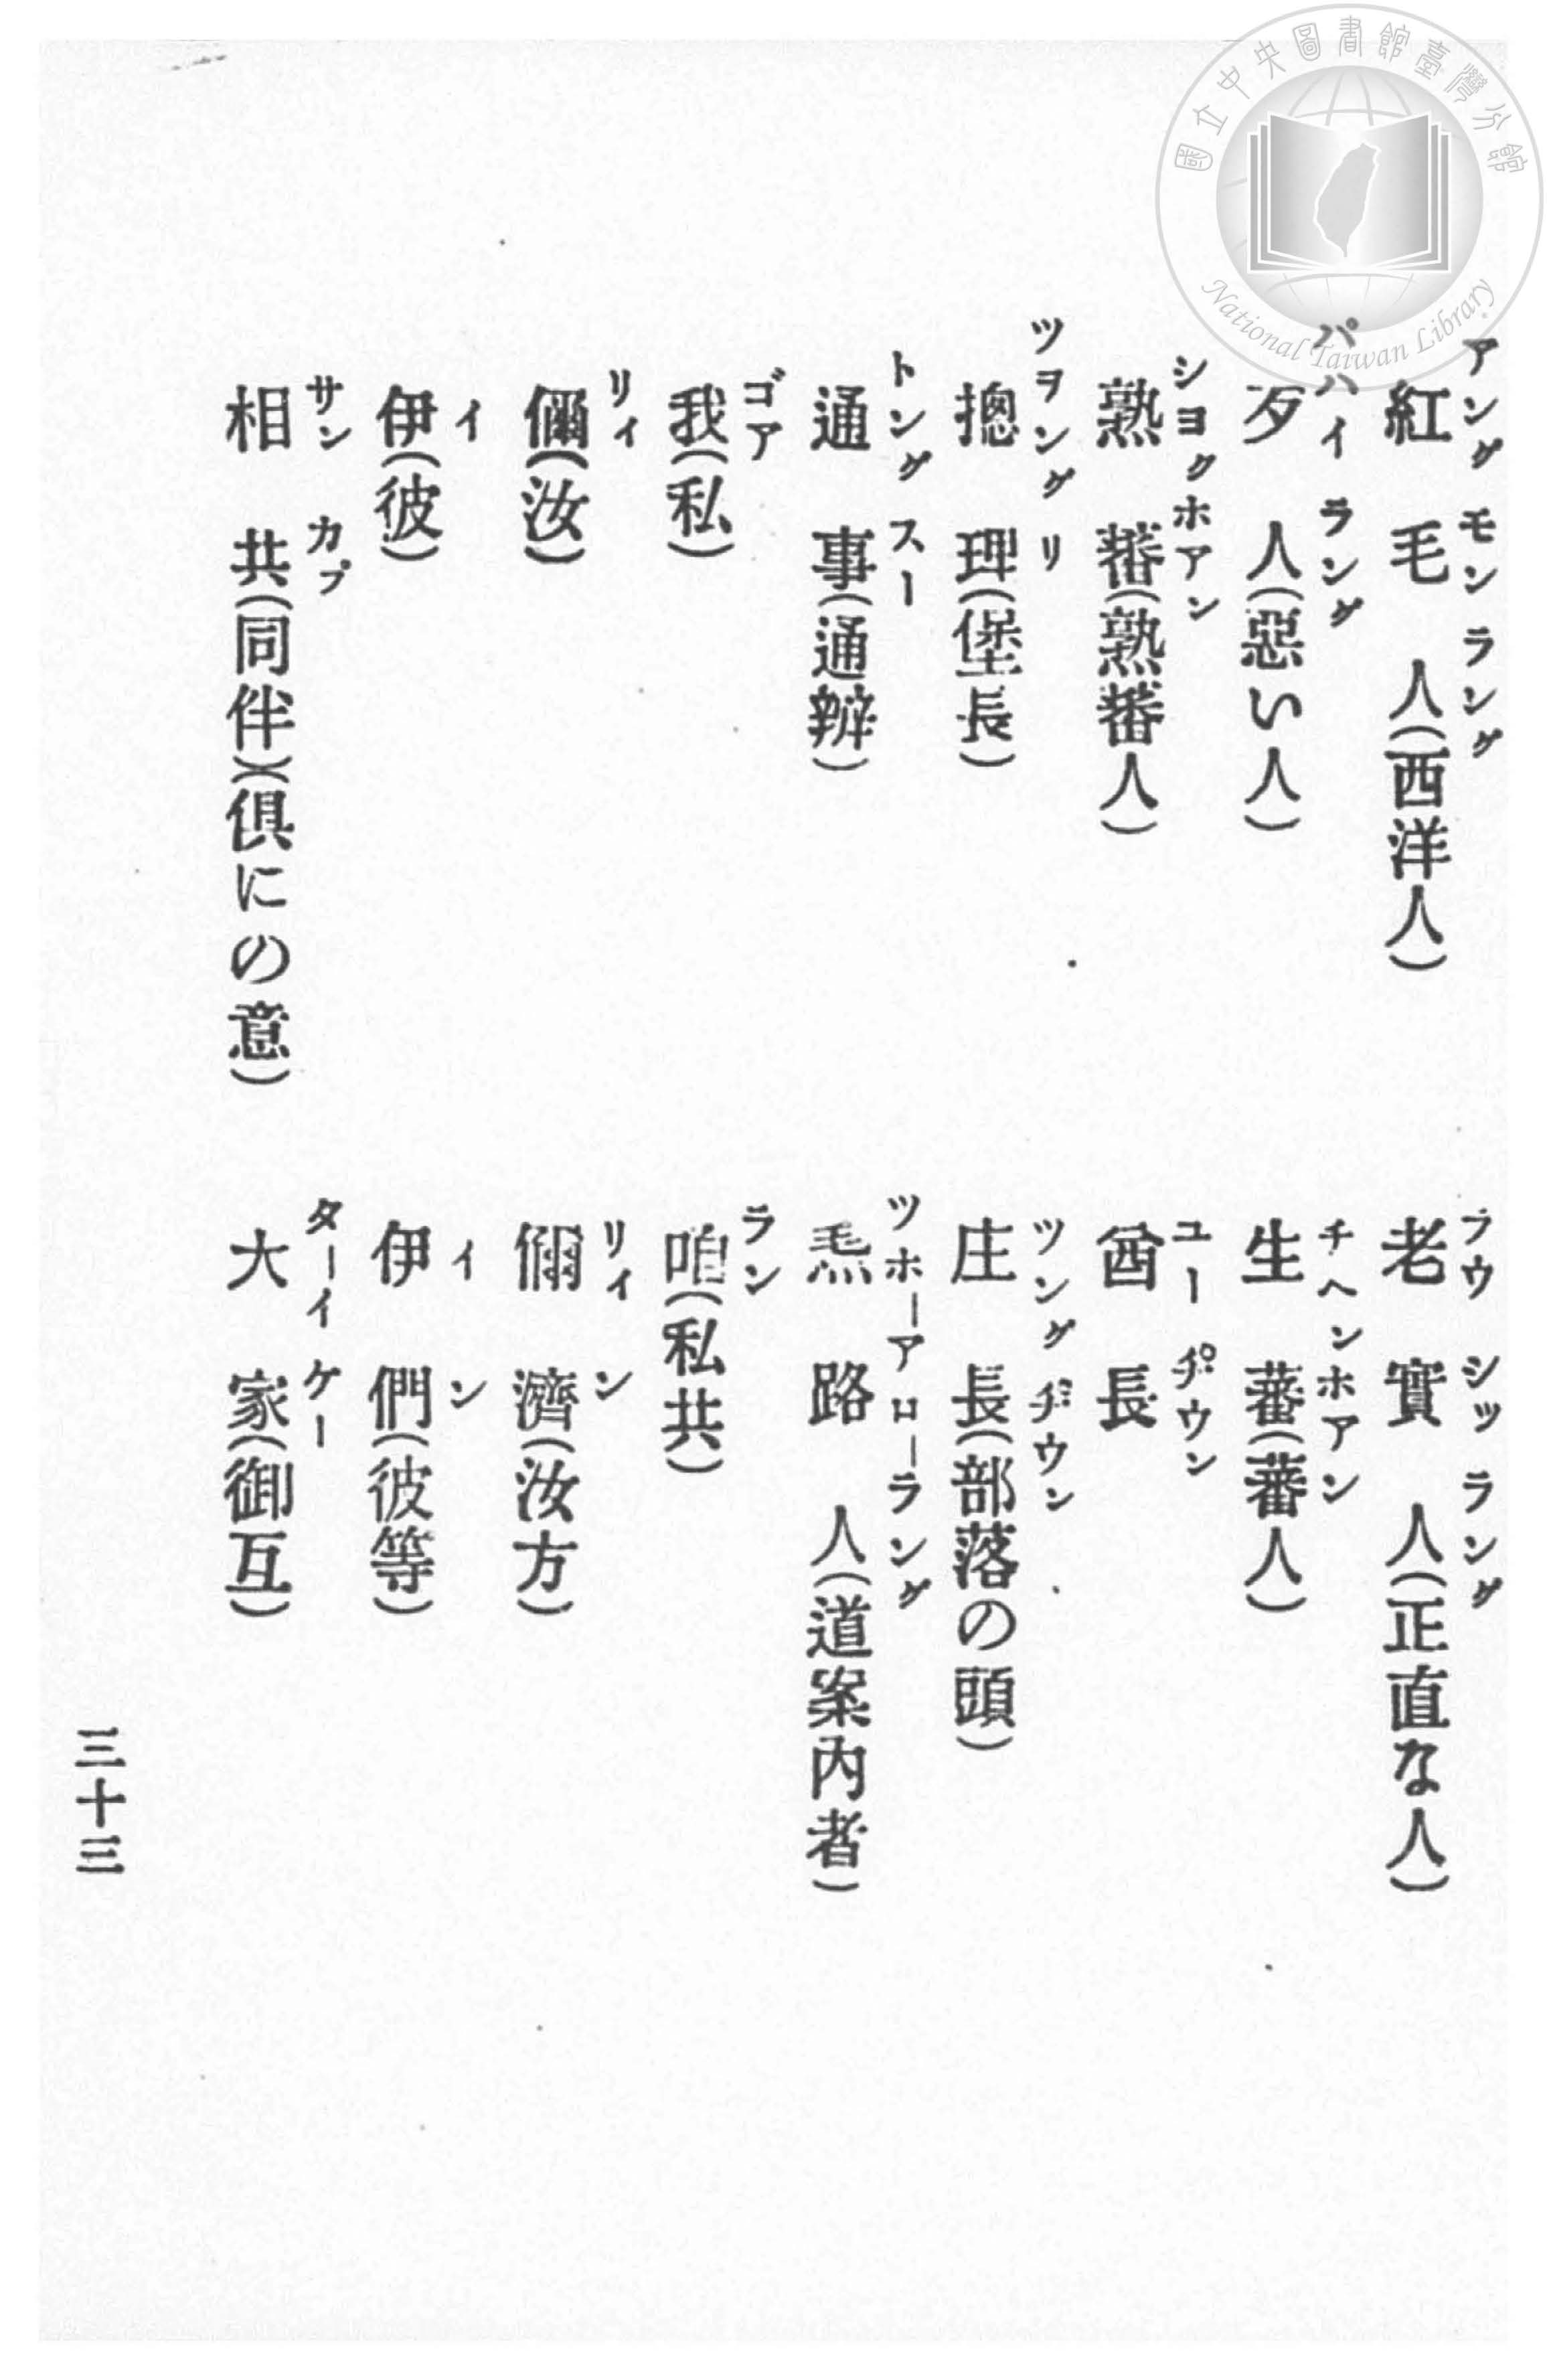 國立中央圖書館臺灣分館
National Taiwan Library
アング モン ラング
紅毛人(西洋人)
パハイ ラング
歹人(惡い人)
シヨク ホアン
熟蕃(熟蕃人)
ツヲング リ
摠理(堡長)
トング スー
通事(通辨)
ゴア
我(私)
リイ
儞(汝)
イ
伊(彼)
サン カプ
相共(同伴)(倶にの意)
ラウ シッ ラング
老實人(正直な人)
チヘンホアン
生蕃(蕃人)
ユー ヂウン
酋長
ツング ヂウン
庄長(部落の頭)
ツホーア ローラング
路人(道案内者)
ラン
咱(私共)
リイ ン
儞濟(汝方)
イ ン
伊們(彼等)
ターイ ケー
大家(御互)
三十三